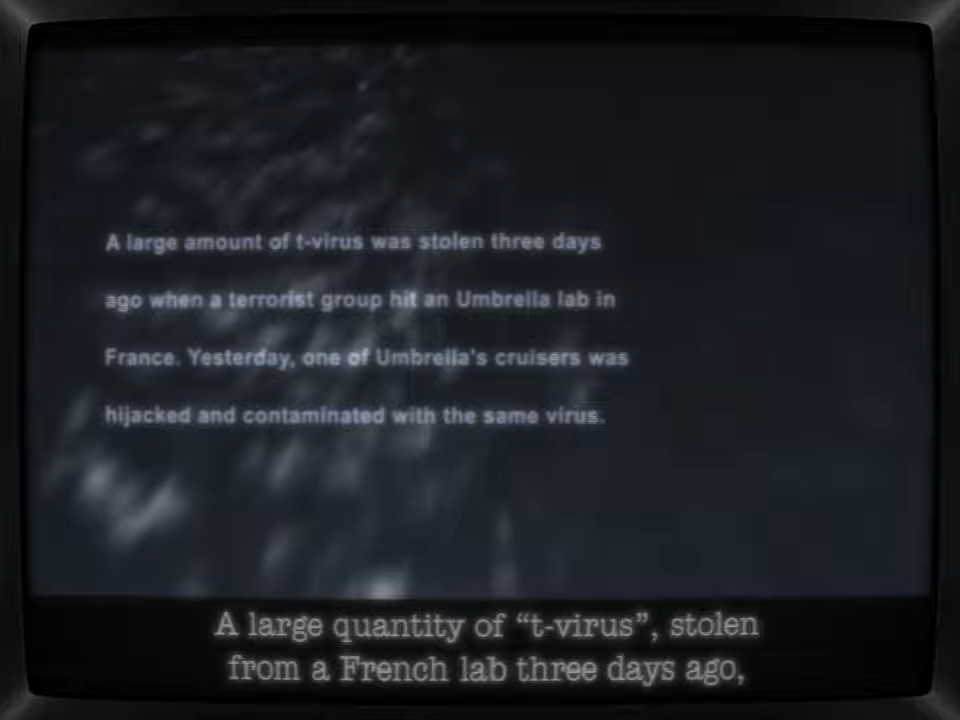 A large amount of t-virus was stolen three days
ago when a terrorist group hit an Umbrella lab in
France. Yesterday, one of Umbrella's cruisers was
hijacked and contaminated with the same virus.
A large quantity of “t-virus”, stolen
from a French lab three days ago,